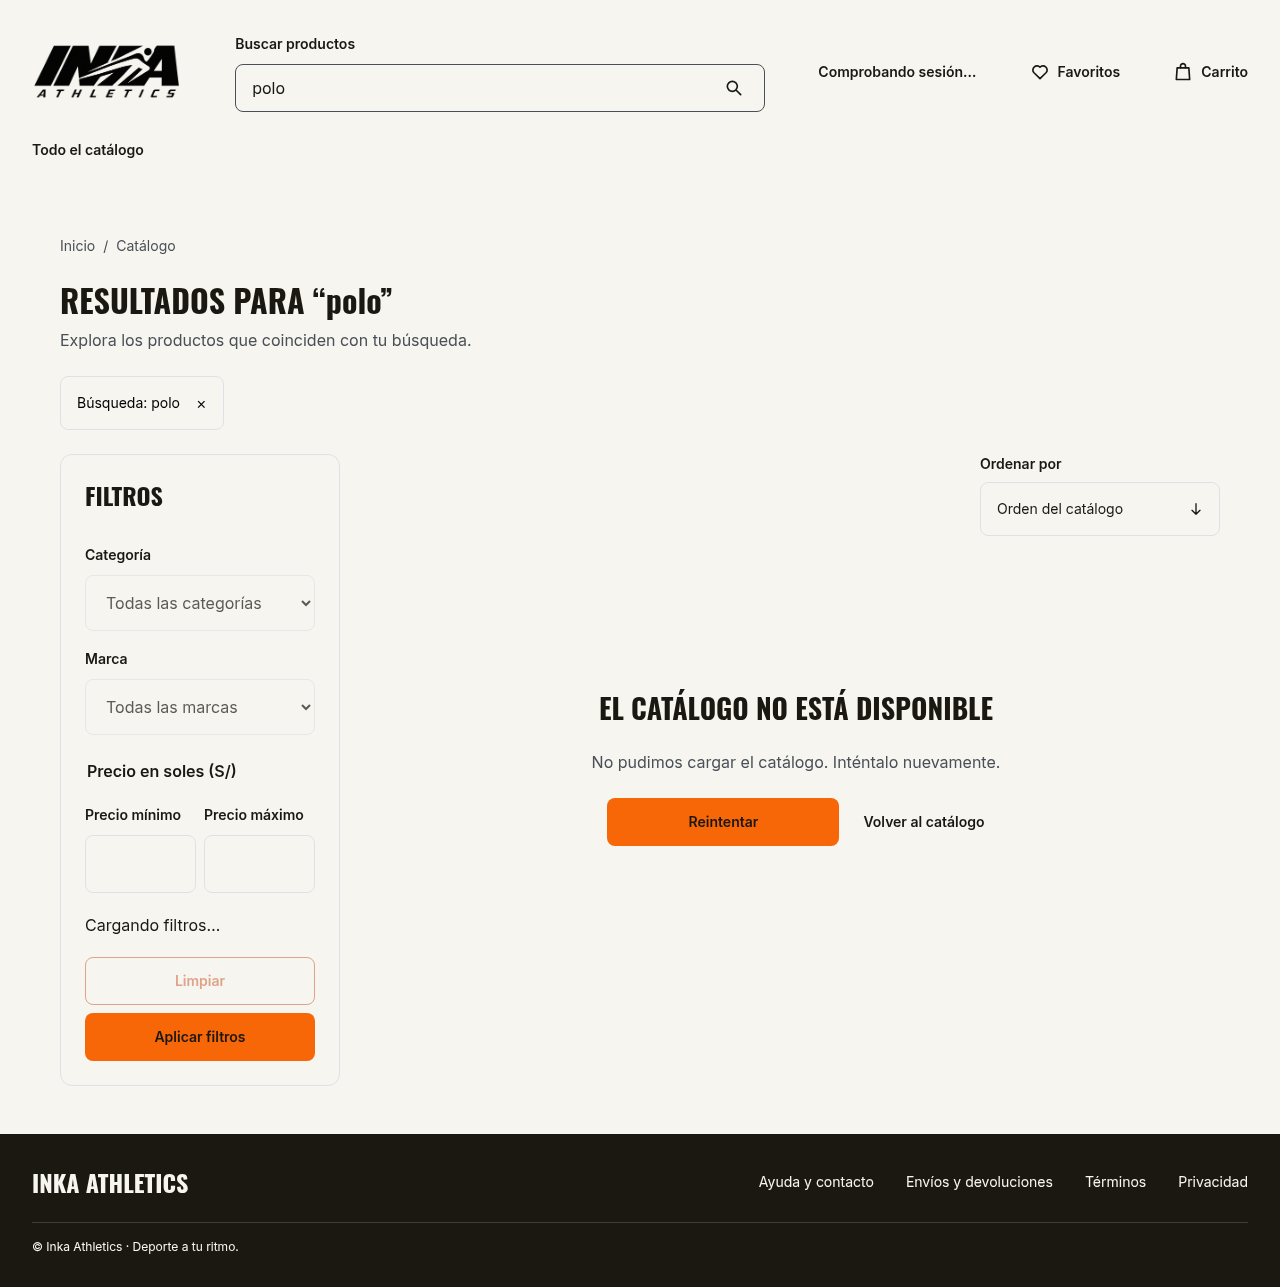 INKA
ATHLETICS
Buscar productos
polo
Comprobando sesión...
Favoritos
Carrito
Todo el catálogo
Inicio / Catálogo
RESULTADOS PARA “polo”
Explora los productos que coinciden con tu búsqueda.
Búsqueda: polo ×
FILTROS
Categoría
Todas las categorías
Marca
Todas las marcas
Precio en soles (S/)
Precio mínimo
Precio máximo
Cargando filtros...
Limpiar
Aplicar filtros
Ordenar por
Orden del catálogo ↓
EL CATÁLOGO NO ESTÁ DISPONIBLE
No pudimos cargar el catálogo. Inténtalo nuevamente.
Reintentar
Volver al catálogo
INKA ATHLETICS
Ayuda y contacto
Envíos y devoluciones
Términos
Privacidad
© Inka Athletics · Deporte a tu ritmo.